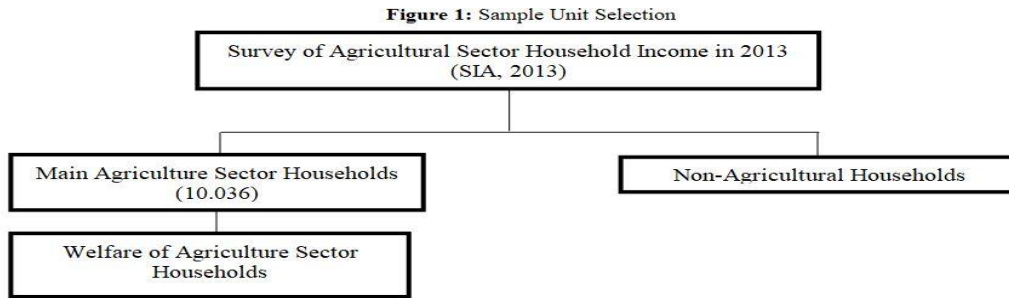 Figure 1: Sample Unit Selection
Survey of Agricultural Sector Household Income in 2013
(SIA, 2013)
Main Agriculture Sector Households
(10.036)
Non-Agricultural Households
Welfare of Agriculture Sector
Households